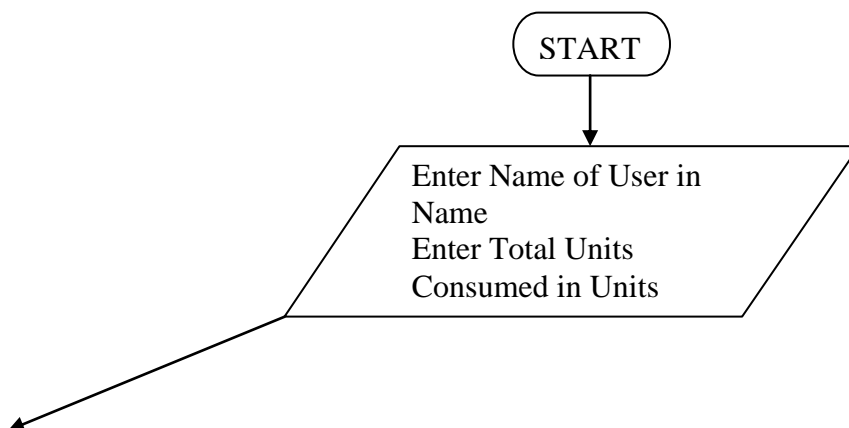 START
Enter Name of User in
Name
Enter Total Units
Consumed in Units